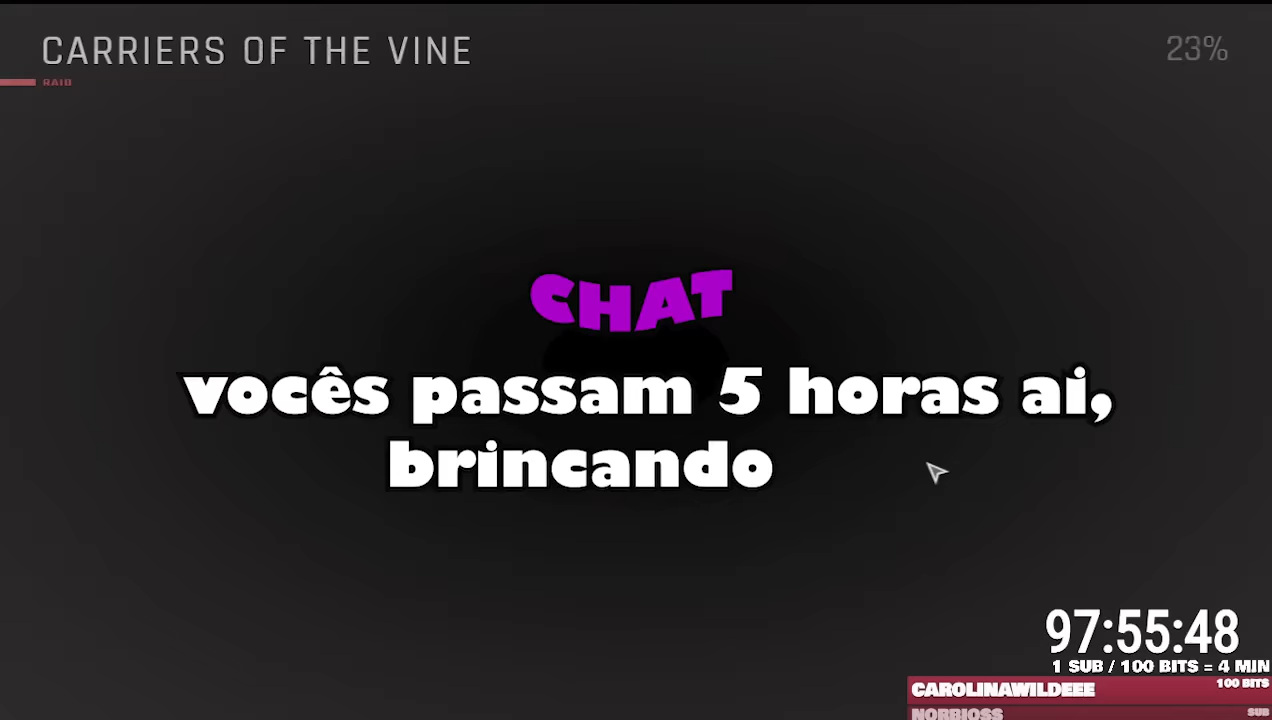 CARRIERS OF THE VINE
23%
RAID
CHAT
vocês passam 5 horas ai,
brincando
97:55:48
1 SUB / 100 BITS = 4 MIN
CAROLINAWILDEEE 100 BITS
NORBIOSS SUB